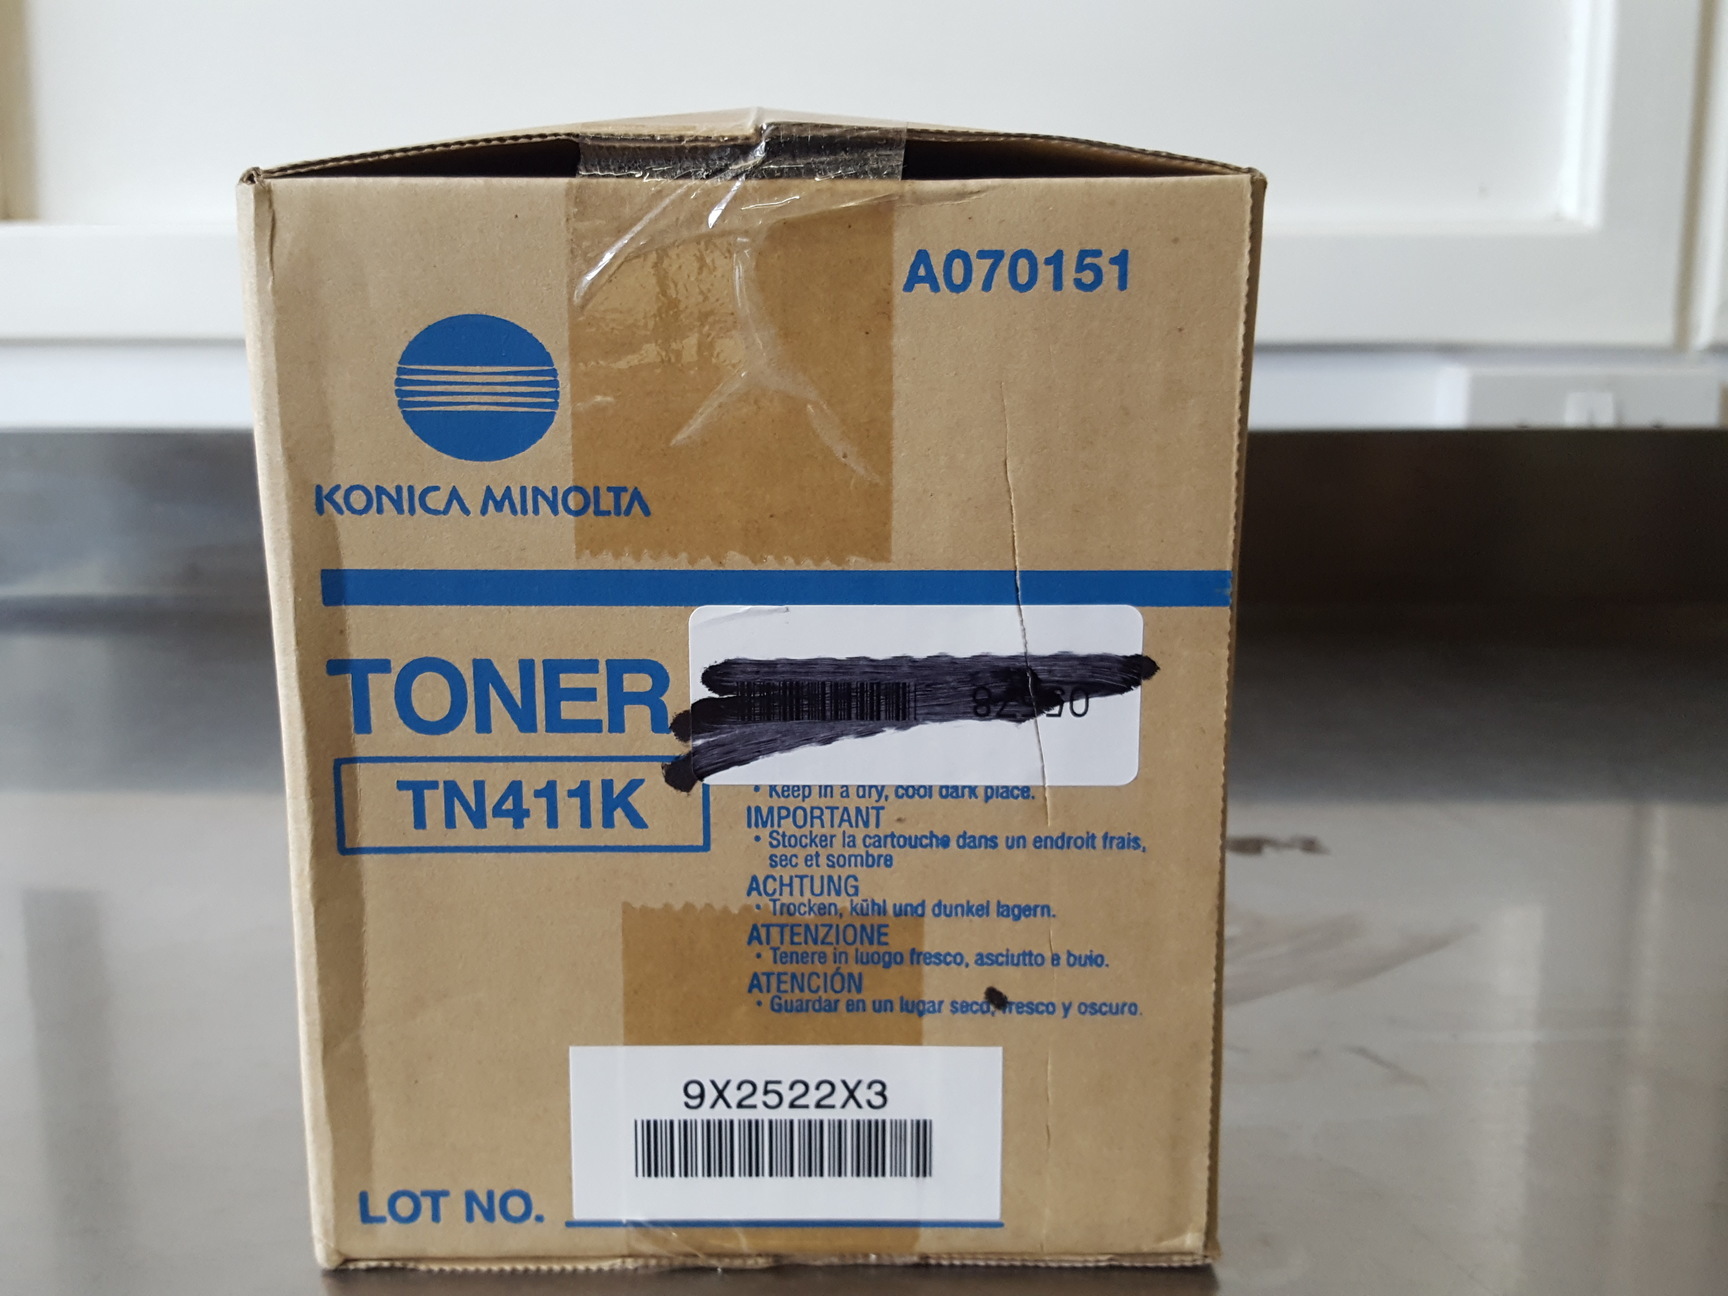 A070151
KONICA MINOLTA
TONER
TN411K
• Keep in a dry, cool dark place.
IMPORTANT
• Stocker la cartouche dans un endroit frais,
sec et sombre
ACHTUNG
• Trocken, kühl und dunkel lagern.
ATTENZIONE
• Tenere in luogo fresco, asciutto e buio.
ATENCIÓN
• Guardar en un lugar seco, fresco y oscuro.
9X2522X3
LOT NO.